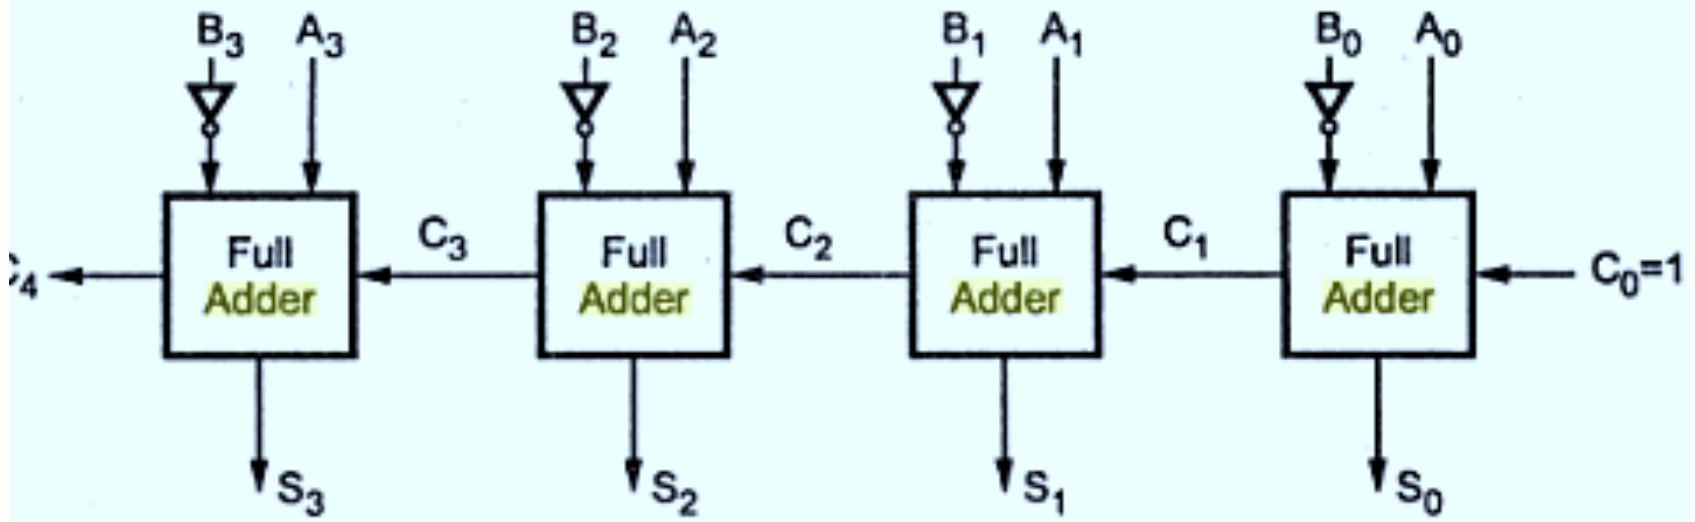 B₃ A₃ B₂ A₂ B₁ A₁ B₀ A₀
C₄ Full Adder C₃ Full Adder C₂ Full Adder C₁ Full Adder C₀=1
S₃ S₂ S₁ S₀